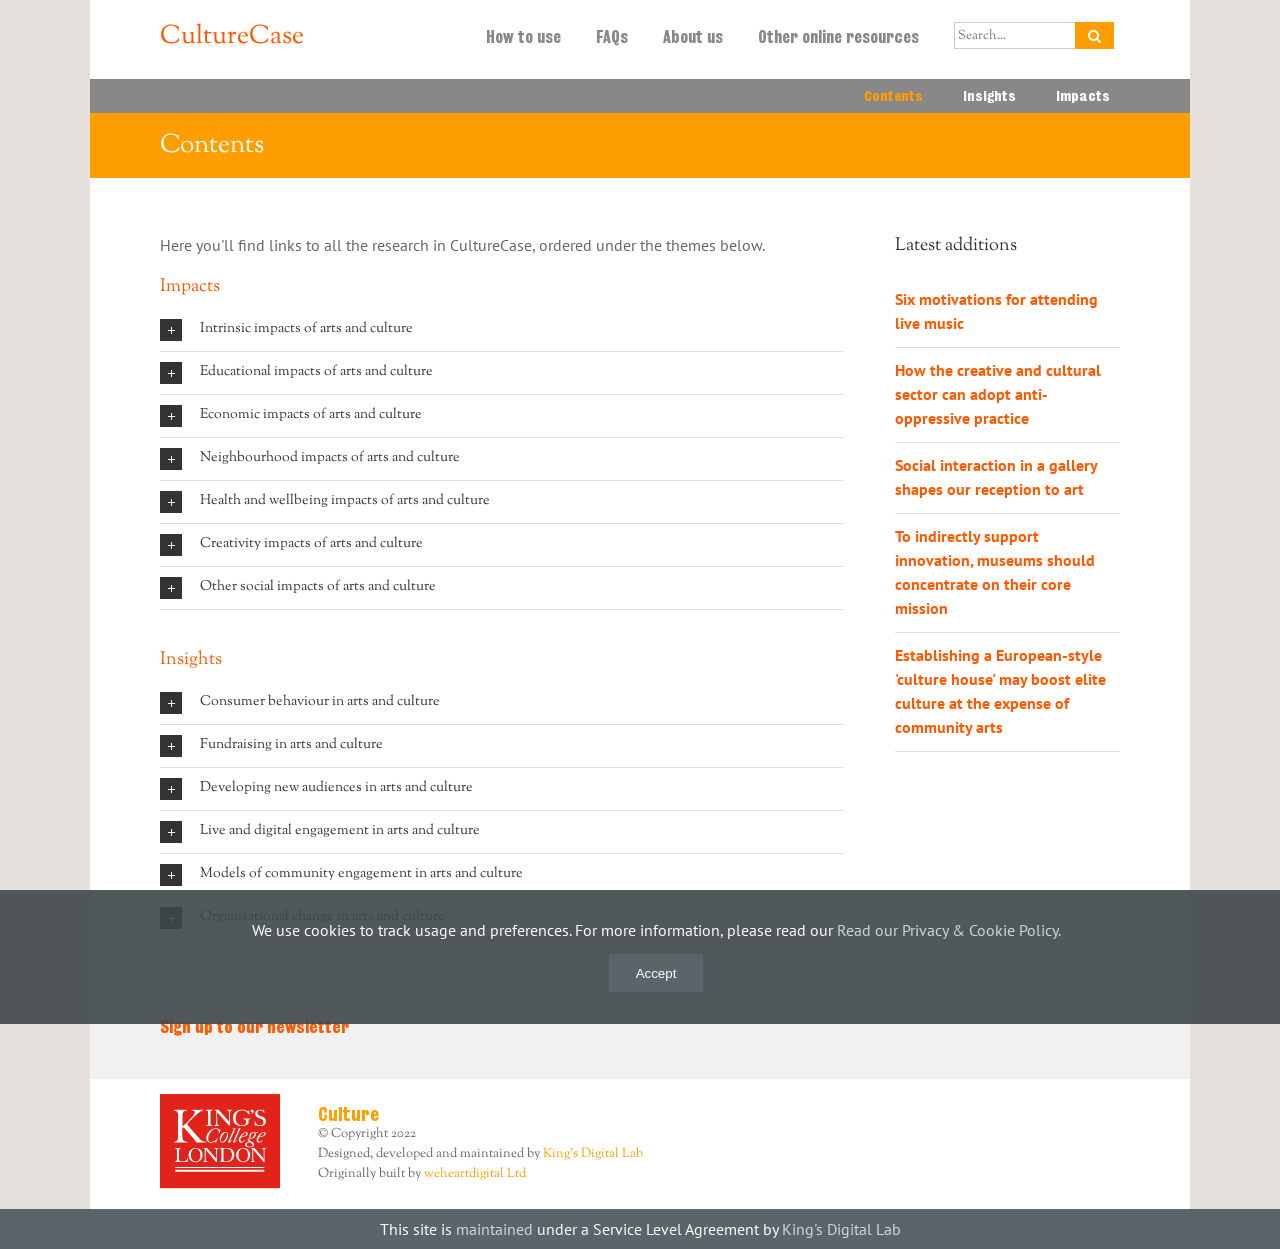 CultureCase
How to use
FAQs
About us
Other online resources
Search...
Contents
Insights
Impacts
Contents
Here you'll find links to all the research in CultureCase, ordered under the themes below.
Impacts
+ Intrinsic impacts of arts and culture
+ Educational impacts of arts and culture
+ Economic impacts of arts and culture
+ Neighbourhood impacts of arts and culture
+ Health and wellbeing impacts of arts and culture
+ Creativity impacts of arts and culture
+ Other social impacts of arts and culture
Insights
+ Consumer behaviour in arts and culture
+ Fundraising in arts and culture
+ Developing new audiences in arts and culture
+ Live and digital engagement in arts and culture
+ Models of community engagement in arts and culture
+ Organisational change in arts and culture
Latest additions
Six motivations for attending
live music
How the creative and cultural
sector can adopt anti-
oppressive practice
Social interaction in a gallery
shapes our reception to art
To indirectly support
innovation, museums should
concentrate on their core
mission
Establishing a European-style
'culture house' may boost elite
culture at the expense of
community arts
We use cookies to track usage and preferences. For more information, please read our Read our Privacy & Cookie Policy.
Accept
Sign up to our newsletter
KING'S
College
LONDON
Culture
© Copyright 2022
Designed, developed and maintained by King's Digital Lab
Originally built by weheartdigital Ltd
This site is maintained under a Service Level Agreement by King's Digital Lab